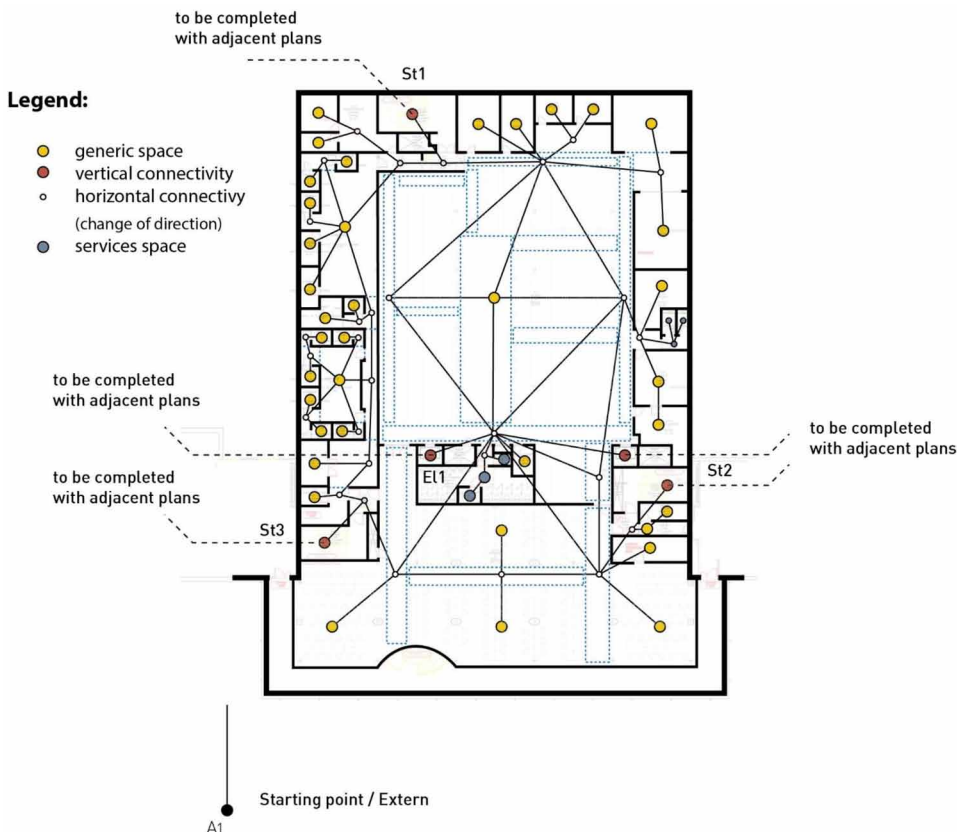 to be completed
with adjacent plans
St1
Legend:
generic space
vertical connectivity
horizontal connectivy
(change of direction)
services space
to be completed
with adjacent plans
to be completed
with adjacent plans
El1
St2
to be completed
with adjacent plans
St3
Starting point / Extern
A1